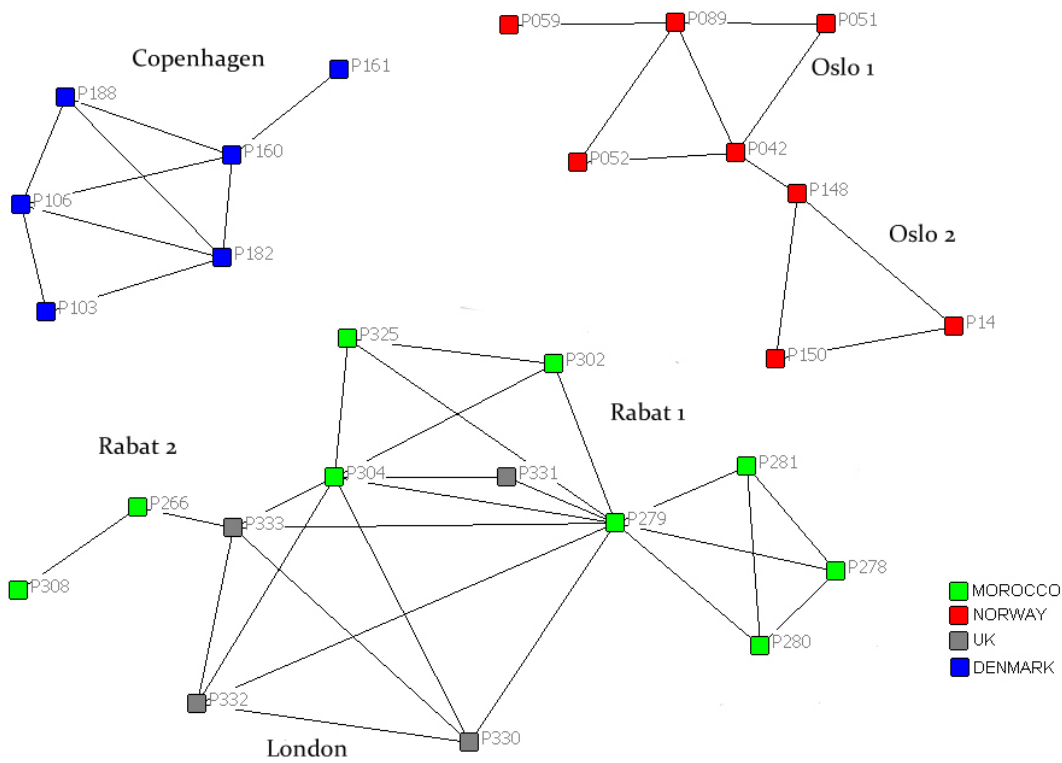 P059
P089
P051
Copenhagen
P161
Oslo 1
P188
P160
P052
P042
P148
P106
Oslo 2
P182
P103
P14
P150
P325
P302
Rabat 1
Rabat 2
P281
P304
P331
P266
P333
P279
P278
P308
MOROCCO
NORWAY
UK
DENMARK
P280
P332
P330
London